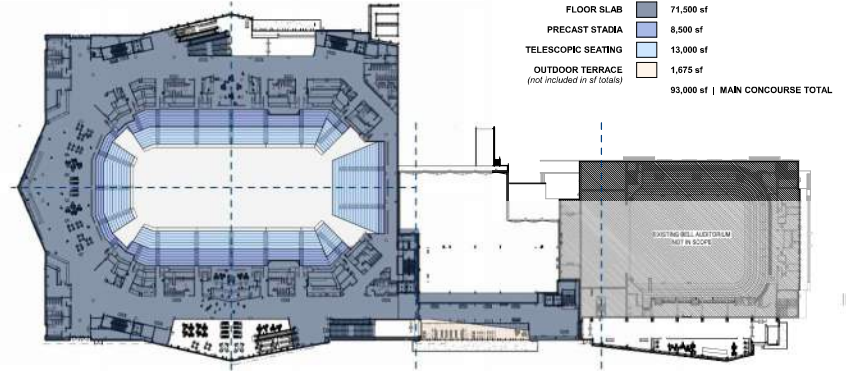 FLOOR SLAB 71,500 sf
PRECAST STADIA 8,500 sf
TELESCOPIC SEATING 13,000 sf
OUTDOOR TERRACE 1,675 sf
(not included in sf totals)
93,000 sf | MAIN CONCOURSE TOTAL
EXISTING BELL AUDITORIUM
NOT IN SCOPE